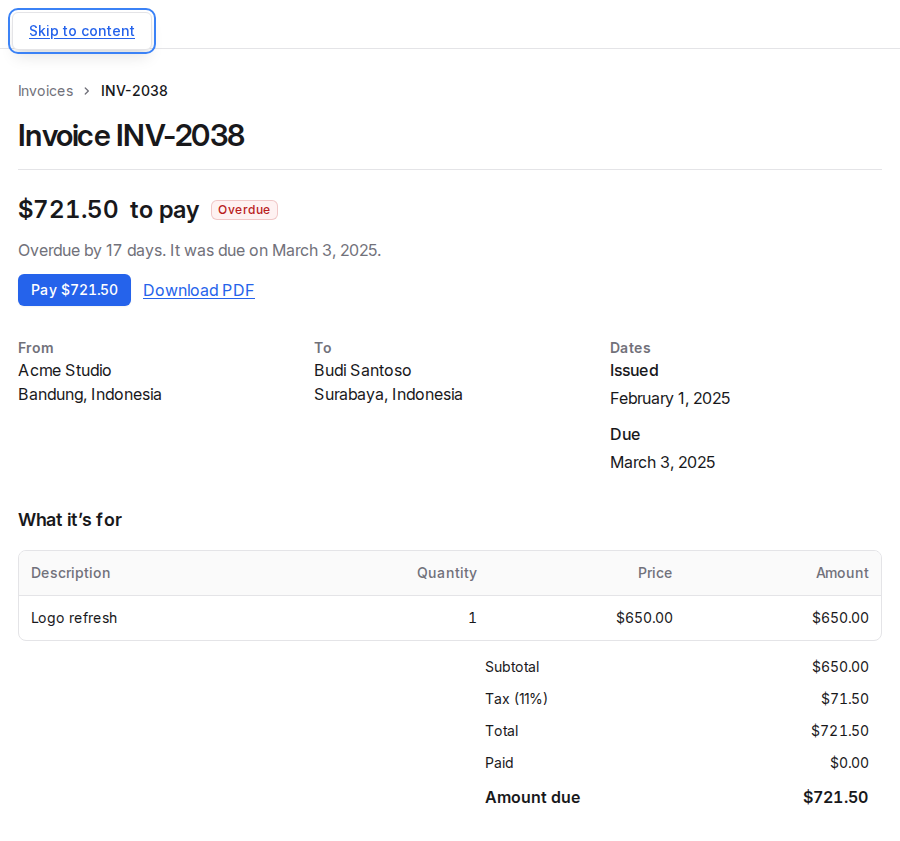 Skip to content
Invoices > INV-2038
Invoice INV-2038
$721.50 to pay Overdue
Overdue by 17 days. It was due on March 3, 2025.
Pay $721.50 Download PDF
From
Acme Studio
Bandung, Indonesia
To
Budi Santoso
Surabaya, Indonesia
Dates
Issued
February 1, 2025
Due
March 3, 2025
What it’s for
Description Quantity Price Amount
Logo refresh 1 $650.00 $650.00
Subtotal $650.00
Tax (11%) $71.50
Total $721.50
Paid $0.00
Amount due $721.50